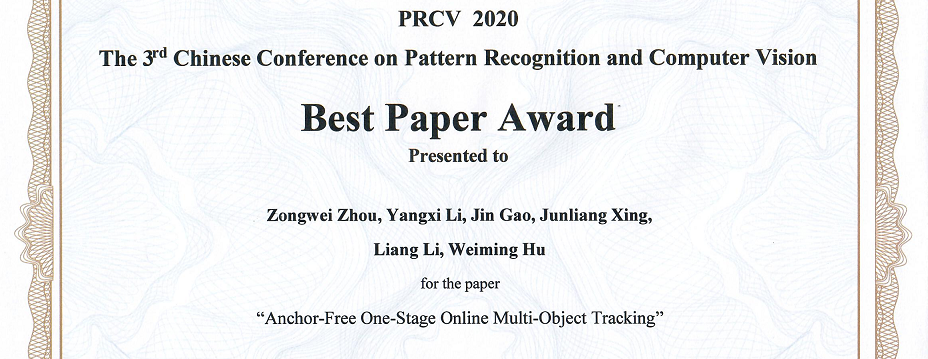 PRCV 2020
The 3rd Chinese Conference on Pattern Recognition and Computer Vision
Best Paper Award
Presented to
Zongwei Zhou, Yangxi Li, Jin Gao, Junliang Xing,
Liang Li, Weiming Hu
for the paper
“Anchor-Free One-Stage Online Multi-Object Tracking”